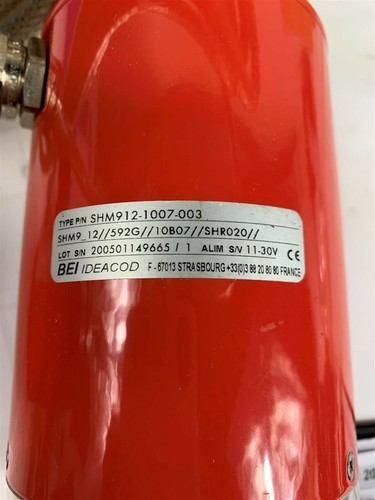 TYPE P/N SHM912-1007-003
SHM9_12//592G//10B07//SHR020//
LOT S/N 200501149665 / 1 ALIM S/V 11-30V CE
BEI IDEACOD F - 67013 STRASBOURG +33(0)3 88 20 80 80 FRANCE